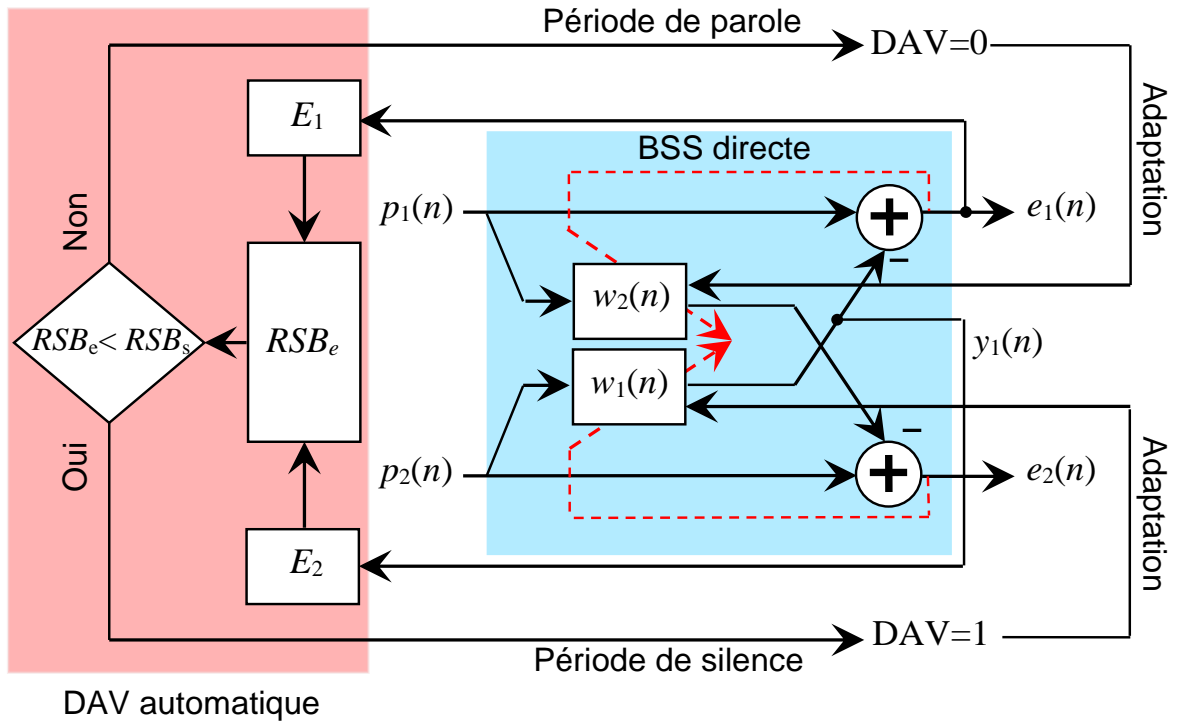 Période de parole
DAV=0
Adaptation
E1
BSS directe
p1(n)
e1(n)
Non
w2(n)
RSBe< RSBs
RSBe
y1(n)
w1(n)
Oui
p2(n)
e2(n)
Adaptation
E2
DAV=1
Période de silence
DAV automatique